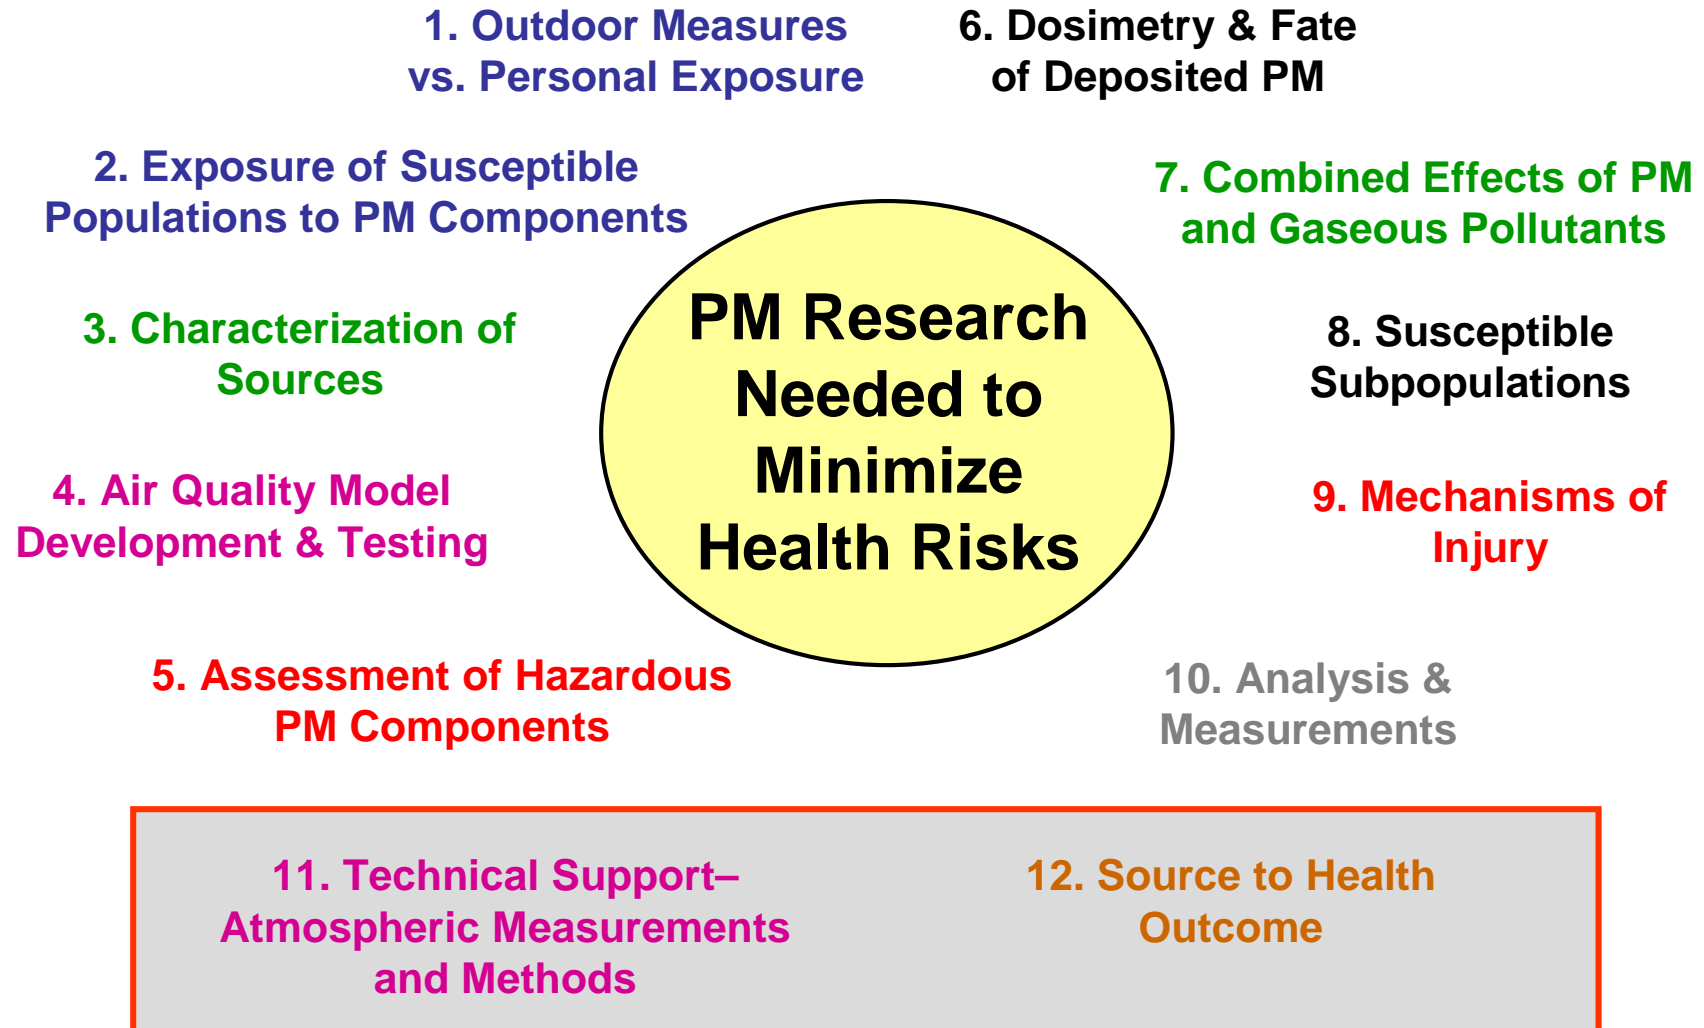 1. Outdoor Measures
vs. Personal Exposure
2. Exposure of Susceptible
Populations to PM Components
3. Characterization of
Sources
4. Air Quality Model
Development & Testing
5. Assessment of Hazardous
PM Components
PM Research
Needed to
Minimize
Health Risks
6. Dosimetry & Fate
of Deposited PM
7. Combined Effects of PM
and Gaseous Pollutants
8. Susceptible
Subpopulations
9. Mechanisms of
Injury
10. Analysis &
Measurements
11. Technical Support–
Atmospheric Measurements
and Methods
12. Source to Health
Outcome